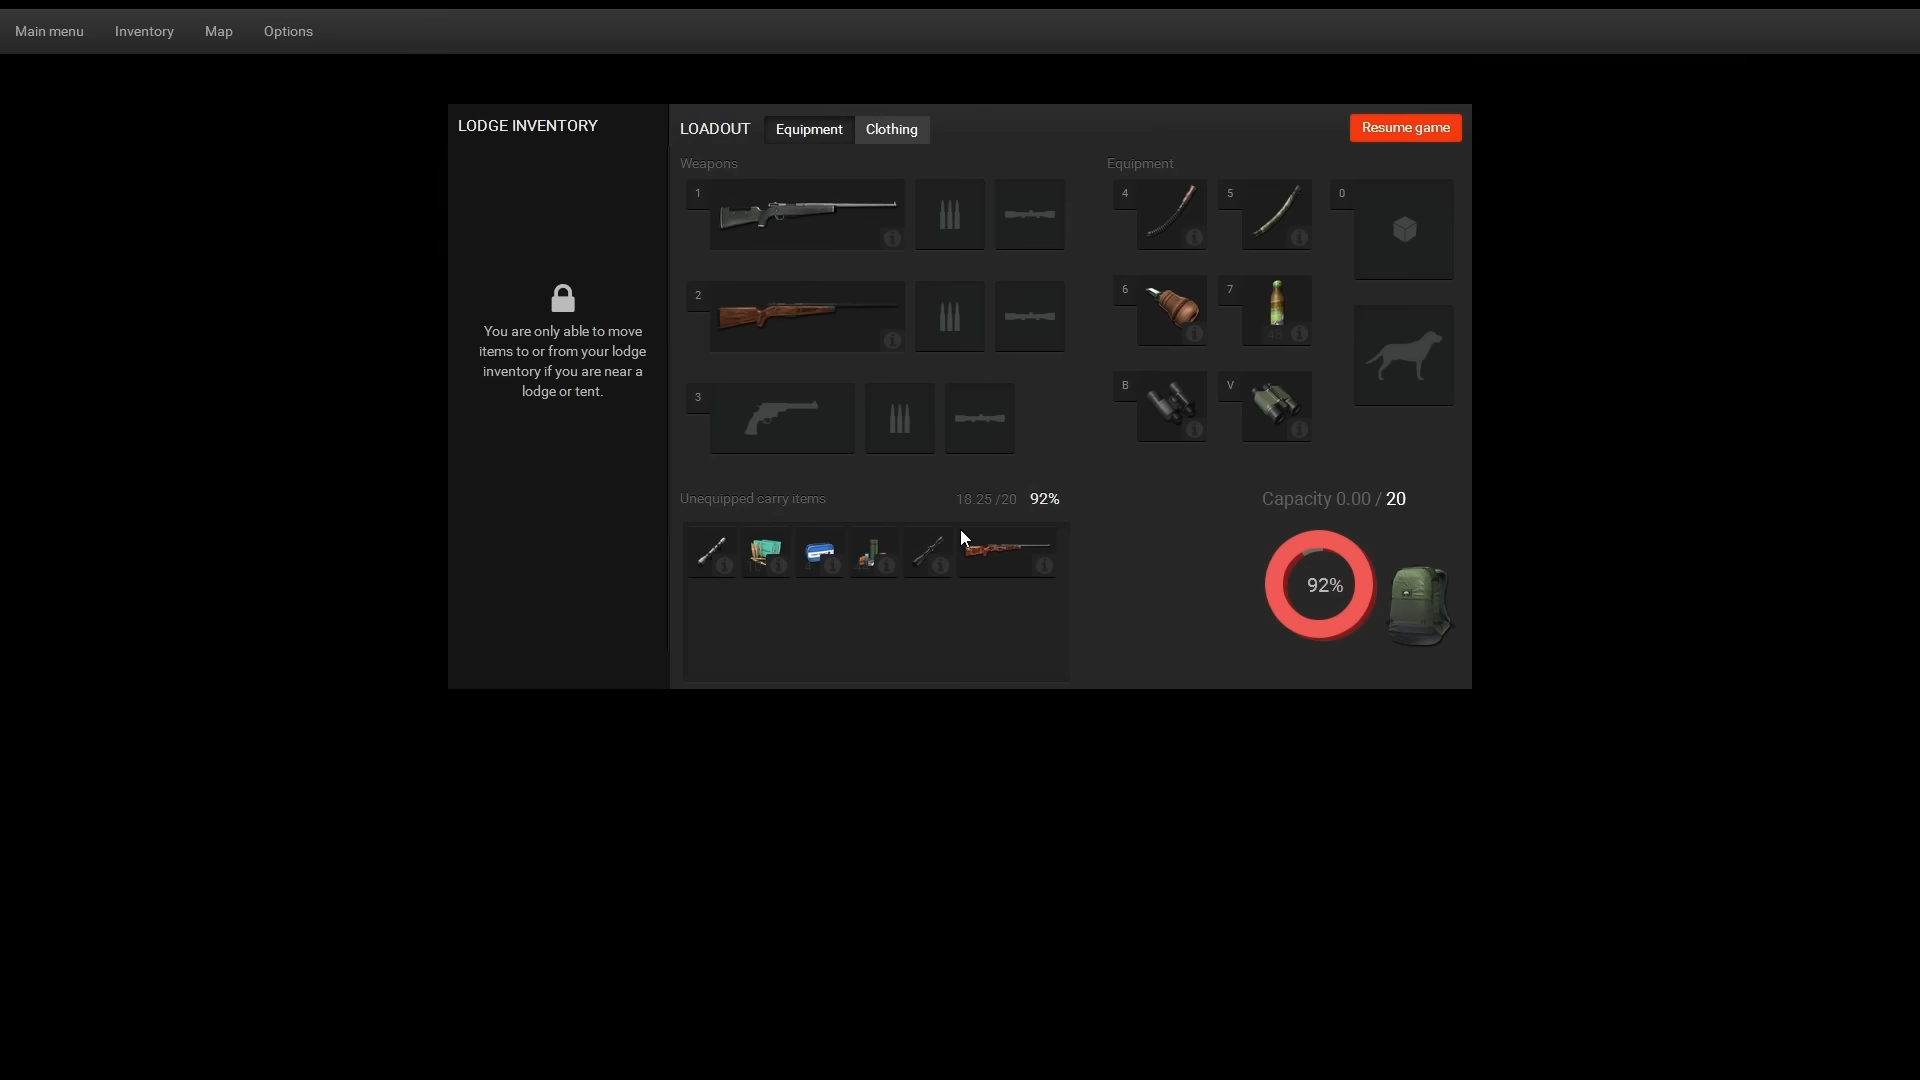 Main menu Inventory Map Options
LODGE INVENTORY
LOADOUT Equipment Clothing Resume game
Weapons Equipment
1 4 5 0
2 6 7
3 B V
You are only able to move
items to or from your lodge
inventory if you are near a
lodge or tent.
Unequipped carry items 18.25 /20 92% Capacity 0.00 / 20
92%